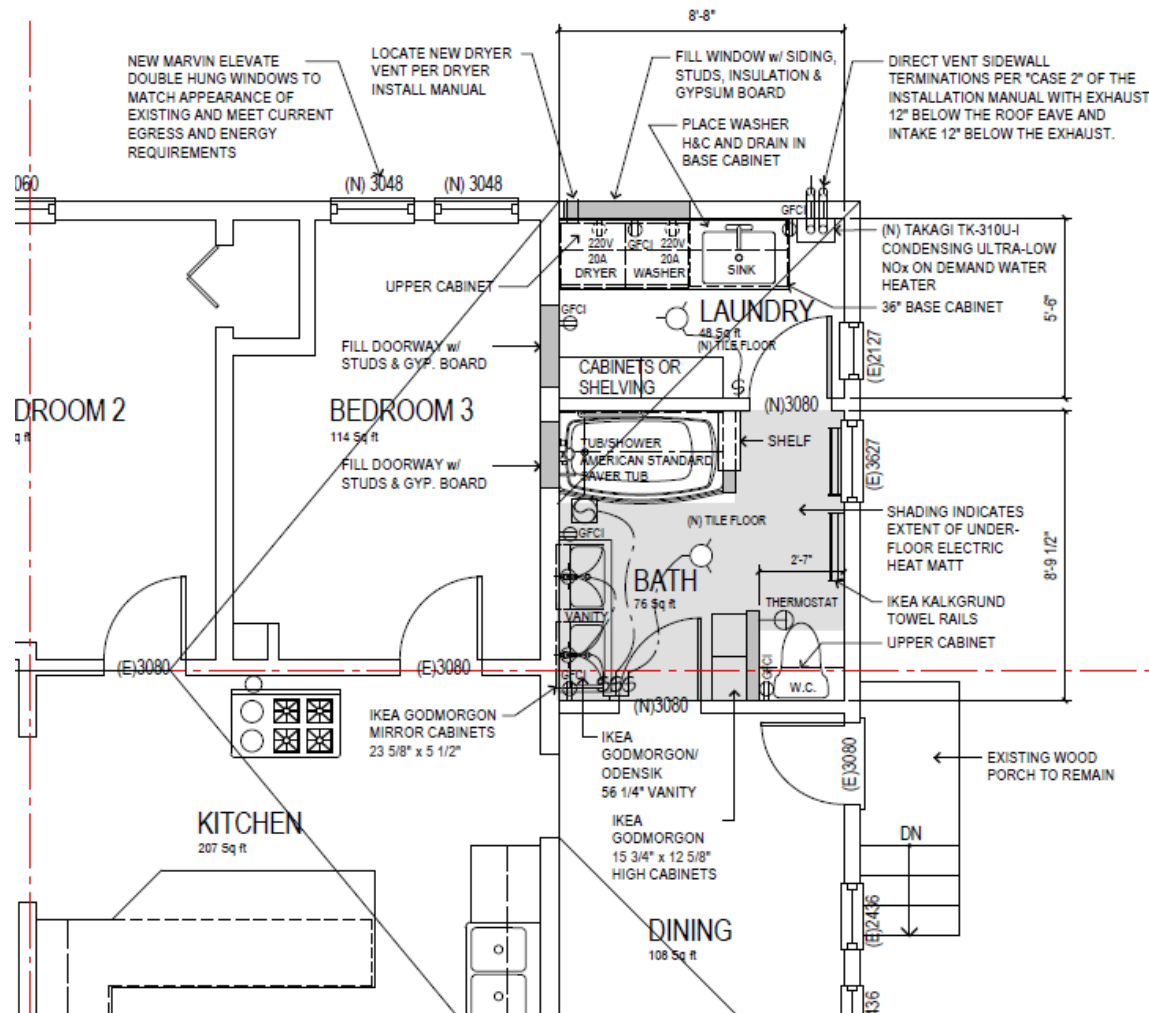 8'-8"
NEW MARVIN ELEVATE
DOUBLE HUNG WINDOWS TO
MATCH APPEARANCE OF
EXISTING AND MEET CURRENT
EGRESS AND ENERGY
REQUIREMENTS
LOCATE NEW DRYER
VENT PER DRYER
INSTALL MANUAL
FILL WINDOW w/ SIDING,
STUDS, INSULATION &
GYPSUM BOARD
PLACE WASHER
H&C AND DRAIN IN
BASE CABINET
DIRECT VENT SIDEWALL
TERMINATIONS PER "CASE 2" OF THE
INSTALLATION MANUAL WITH EXHAUST
12" BELOW THE ROOF EAVE AND
INTAKE 12" BELOW THE EXHAUST.
060
(N) 3048
(N) 3048
GFCI
220V
20A
DRYER
GFCI
220V
20A
WASHER
SINK
UPPER CABINET
(N) TAKAGI TK-310U-I
CONDENSING ULTRA-LOW
NOx ON DEMAND WATER
HEATER
36" BASE CABINET
5'-6"
GFCI
LAUNDRY
48 Sq ft
(N) TILE FLOOR
(E)2127
FILL DOORWAY w/
STUDS & GYP. BOARD
CABINETS OR
SHELVING
(N)3080
DROOM 2
q ft
BEDROOM 3
114 Sq ft
SHELF
TUB/SHOWER
AMERICAN STANDARD
SAVER TUB
(E)3627
FILL DOORWAY w/
STUDS & GYP. BOARD
(N) TILE FLOOR
GFCI
SHADING INDICATES
EXTENT OF UNDER-
FLOOR ELECTRIC
HEAT MATT
8'-9 1/2"
2'-7"
BATH
76 Sq ft
THERMOSTAT
IKEA KALKGRUND
TOWEL RAILS
VANITY
UPPER CABINET
(E)3080
(E)3080
GFCI
GFCI
W.C.
(N)3080
IKEA GODMORGON
MIRROR CABINETS
23 5/8" x 5 1/2"
IKEA
GODMORGON/
ODENSIK
56 1/4" VANITY
(E)3080
EXISTING WOOD
PORCH TO REMAIN
KITCHEN
207 Sq ft
IKEA
GODMORGON
15 3/4" x 12 5/8"
HIGH CABINETS
DN
DINING
108 Sq ft
(E)2436
436